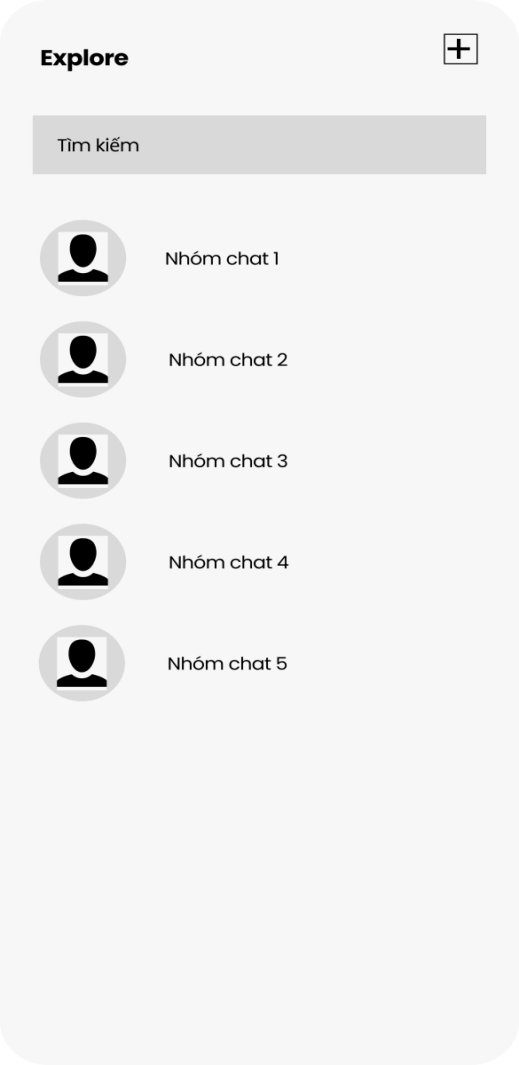 Explore
Tìm kiếm
Nhóm chat 1
Nhóm chat 2
Nhóm chat 3
Nhóm chat 4
Nhóm chat 5